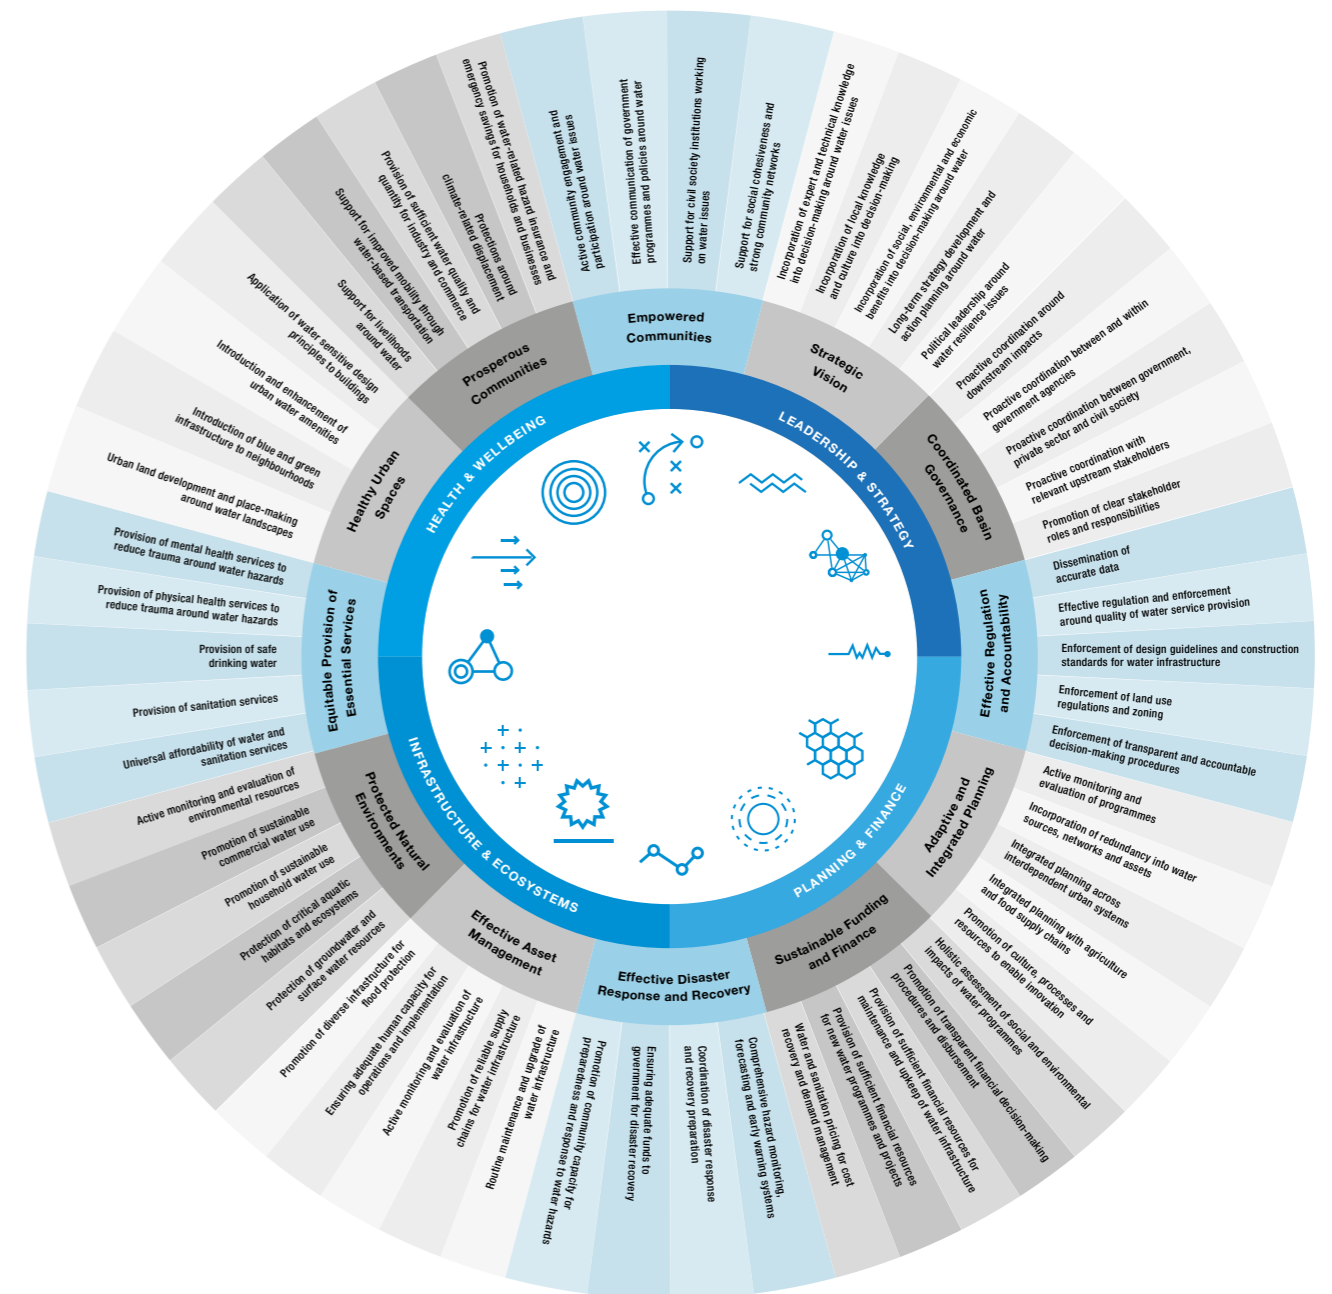 LEADERSHIP & STRATEGY
PLANNING & FINANCE
INFRASTRUCTURE & ECOSYSTEMS
HEALTH & WELLBEING
Empowered
Communities
Active community engagement and
participation around water issues
Effective communication of government
programmes and policies around water
Support for civil society institutions working
on water issues
Support for social cohesiveness and
strong community networks
Strategic
Vision
Incorporation of expert and technical knowledge
into decision-making around water issues
Incorporation of local knowledge
and culture into decision-making
Incorporation of social, environmental and economic
benefits into decision-making around water
Long-term strategy development and
action planning around water
Political leadership around
water resilience issues
Coordinated Basin
Governance
Proactive coordination around
downstream impacts
Proactive coordination between and within
government agencies
Proactive coordination between government,
private sector and civil society
Proactive coordination with
relevant upstream stakeholders
Promotion of clear stakeholder
roles and responsibilities
Effective Regulation
and Accountability
Dissemination of
accurate data
Effective regulation and enforcement
around quality of water service provision
Enforcement of design guidelines and construction
standards for water infrastructure
Enforcement of land use
regulations and zoning
Enforcement of transparent and accountable
decision-making procedures
Adaptive and
Integrated Planning
Active monitoring and
evaluation of programmes
Incorporation of redundancy into water
sources, networks and assets
Integrated planning across
interdependent urban systems
Integrated planning with agriculture
and food supply chains
Promotion of culture, processes and
resources to enable innovation
Sustainable Funding
and Finance
Holistic assessment of social and environmental
impacts of water programmes
Promotion of transparent financial decision-making
procedures and disbursement
Provision of sufficient financial resources for
maintenance and upkeep of water infrastructure
Provision of sufficient financial resources
for new water programmes and projects
Water and sanitation pricing for cost
recovery and demand management
Effective Disaster
Response and Recovery
Comprehensive hazard monitoring,
forecasting and early warning systems
Coordination of disaster response
and recovery preparation
Ensuring adequate funds to
government for disaster recovery
Promotion of community capacity for
preparedness and response to water hazards
Effective Asset
Management
Routine maintenance and upgrade of
water infrastructure
Promotion of reliable supply
chains for water infrastructure
Active monitoring and evaluation of
water infrastructure
Ensuring adequate human capacity for
operations and implementation
Promotion of diverse infrastructure for
flood protection
Protected Natural
Environments
Protection of groundwater and
surface water resources
Protection of critical aquatic
habitats and ecosystems
Promotion of sustainable
household water use
Promotion of sustainable
commercial water use
Active monitoring and evaluation of
environmental resources
Equitable Provision of
Essential Services
Universal affordability of water and
sanitation services
Provision of sanitation services
Provision of safe
drinking water
Provision of physical health services to
reduce trauma around water hazards
Provision of mental health services to
reduce trauma around water hazards
Healthy Urban
Spaces
Urban land development and place-making
around water landscapes
Introduction of blue and green
infrastructure to neighbourhoods
Introduction and enhancement of
urban water amenities
Application of water sensitive design
principles to buildings
Prosperous
Communities
Support for livelihoods
around water
Support for improved mobility through
water-based transportation
Provision of sufficient water quality and
quantity for industry and commerce
Protections around
climate-related displacement
Promotion of water-related hazard insurance and
emergency savings for households and businesses